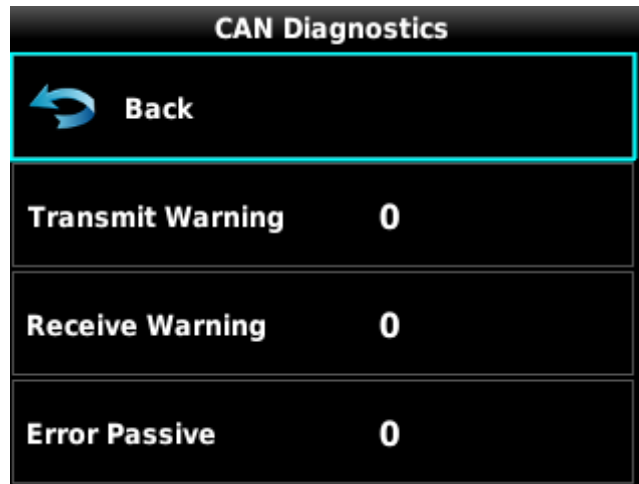 CAN Diagnostics
Back
Transmit Warning 0
Receive Warning 0
Error Passive 0